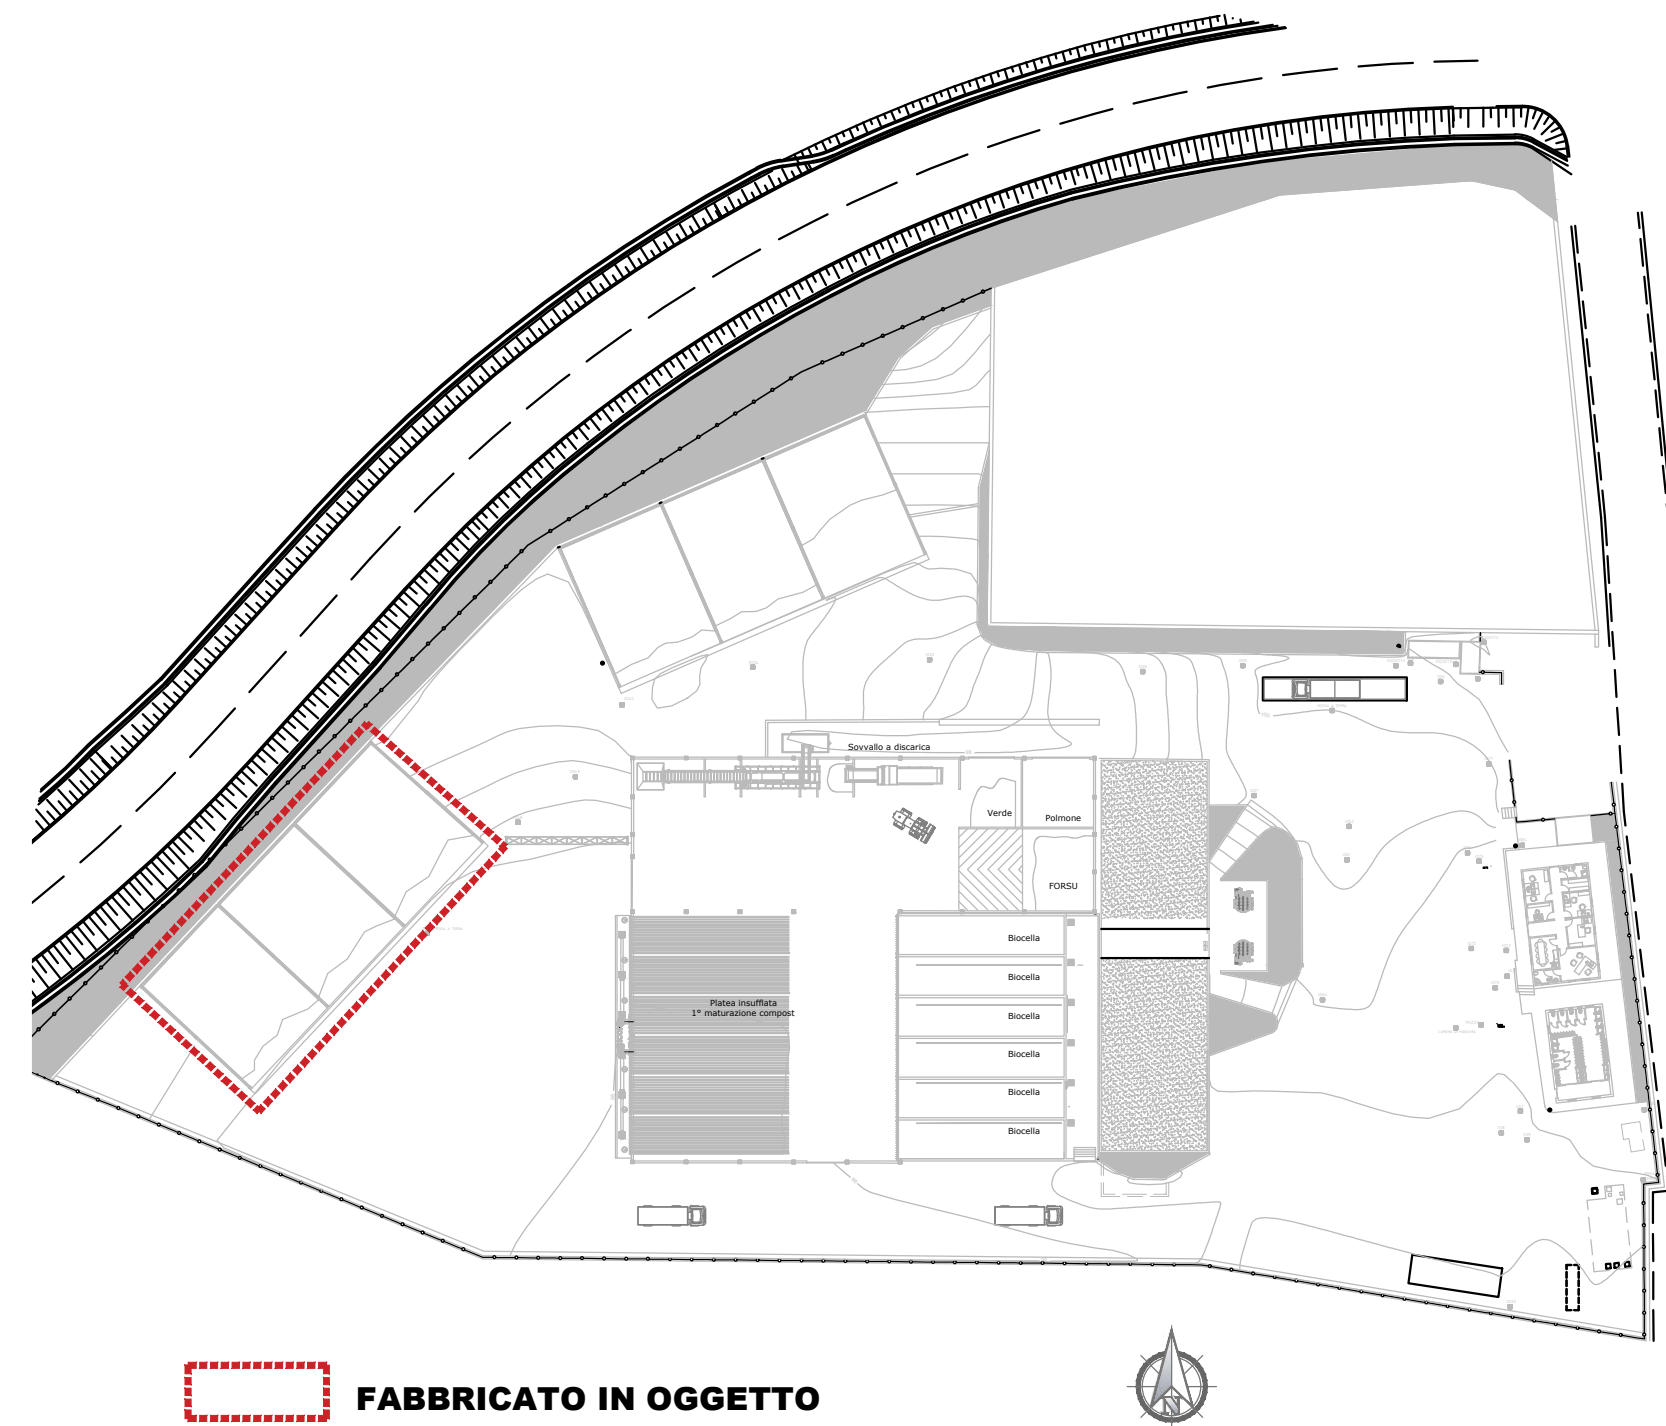 Sovvallo a discarica
Verde
Polmone
FORSU
Biocella
Biocella
Platea insufflata
1° maturazione compost
Biocella
Biocella
Biocella
Biocella
FABBRICATO IN OGGETTO
N